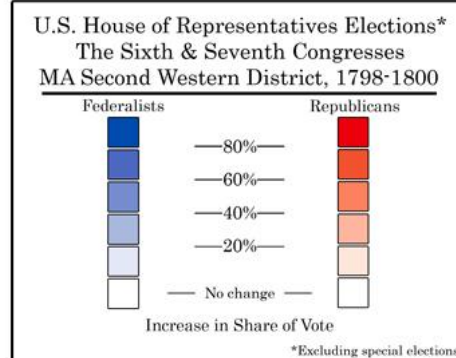 U.S. House of Representatives Elections*
The Sixth & Seventh Congresses
MA Second Western District, 1798-1800
Federalists Republicans
80%
60%
40%
20%
No change
Increase in Share of Vote
*Excluding special elections